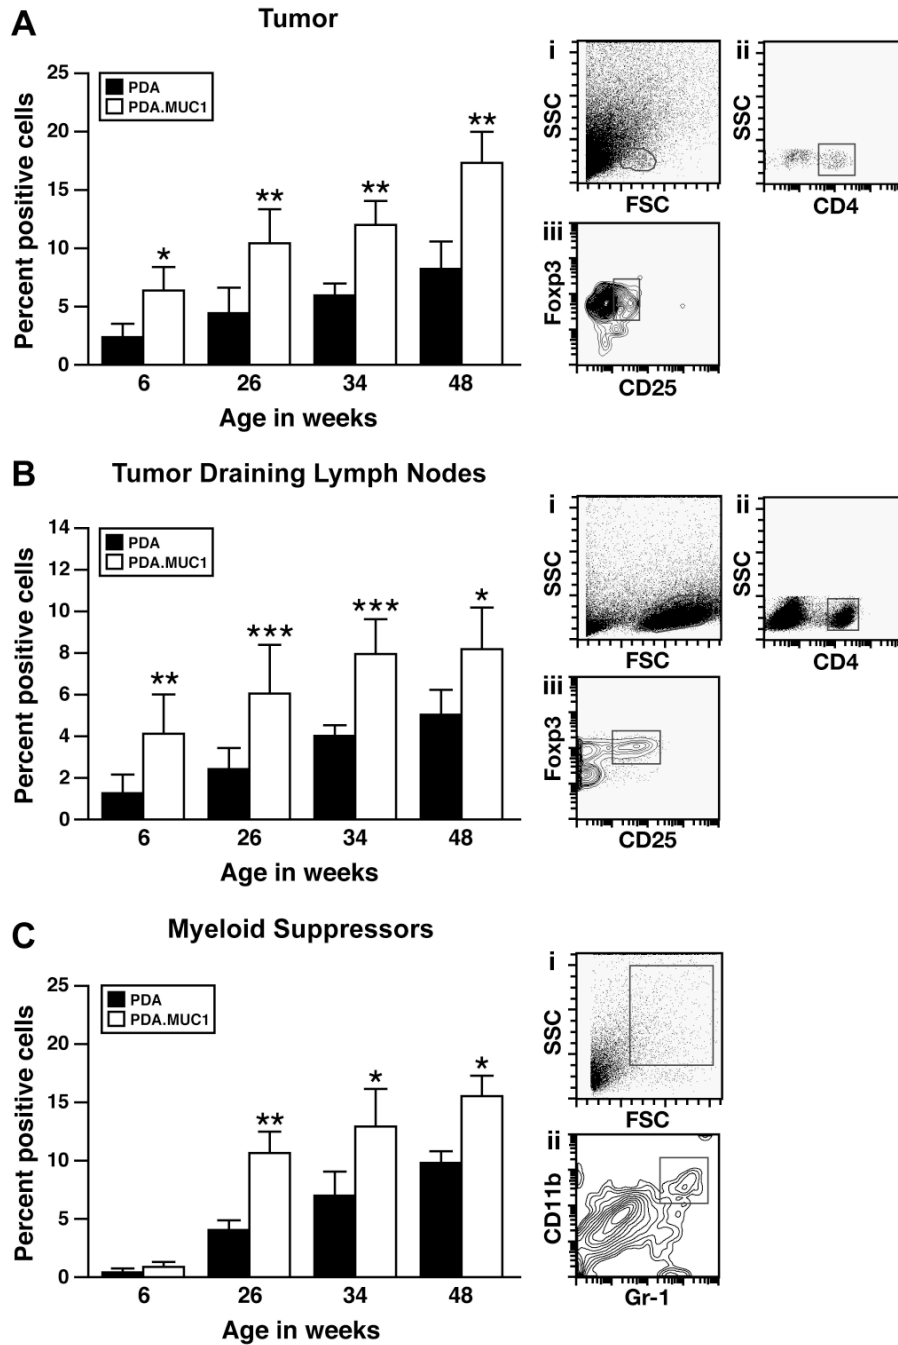 A
Tumor
Percent positive cells
25
20
15
10
5
0
PDA
PDA.MUC1
*
**
**
**
6
26
34
48
Age in weeks
i
SSC
FSC
ii
SSC
CD4
iii
Foxp3
CD25
B
Tumor Draining Lymph Nodes
Percent positive cells
14
12
10
8
6
4
2
0
PDA
PDA.MUC1
**
***
***
*
6
26
34
48
Age in weeks
i
SSC
FSC
ii
SSC
CD4
iii
Foxp3
CD25
C
Myeloid Suppressors
Percent positive cells
25
20
15
10
5
0
PDA
PDA.MUC1
**
*
*
6
26
34
48
Age in weeks
i
SSC
FSC
ii
CD11b
Gr-1